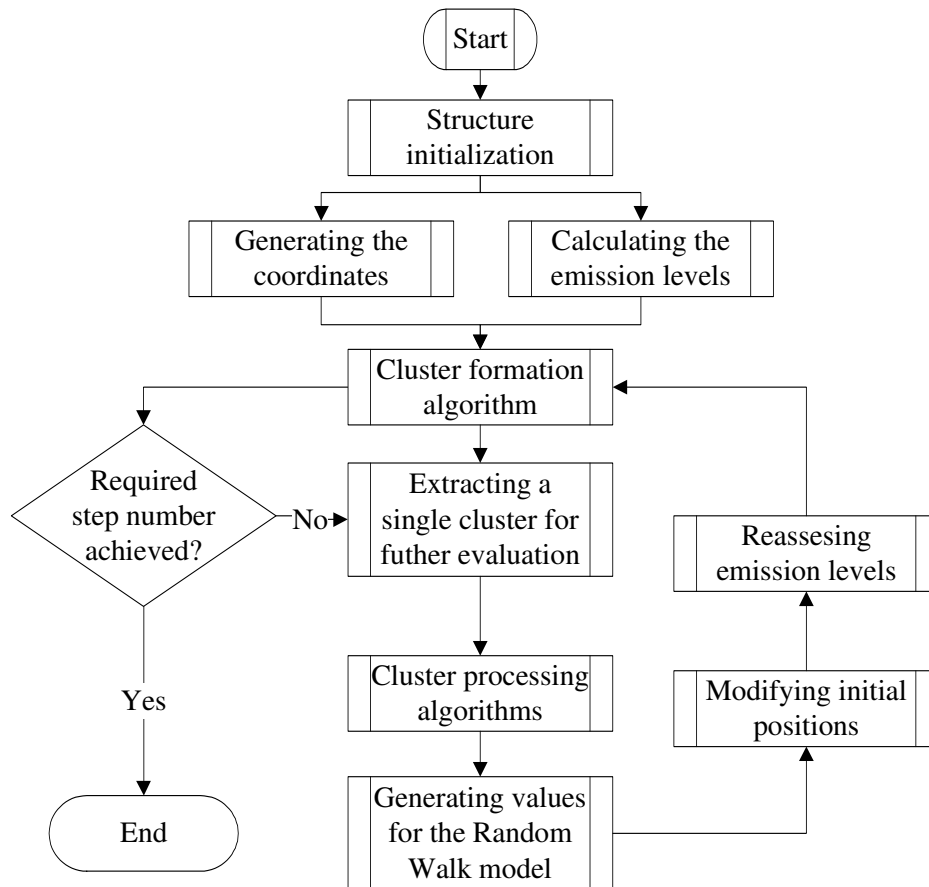 Start
Structure
initialization
Generating the
coordinates
Calculating the
emission levels
Cluster formation
algorithm
Required
step number
achieved?
No
Extracting a
single cluster for
futher evaluation
Reassesing
emission levels
Cluster processing
algorithms
Modifying initial
positions
Yes
Generating values
for the Random
Walk model
End